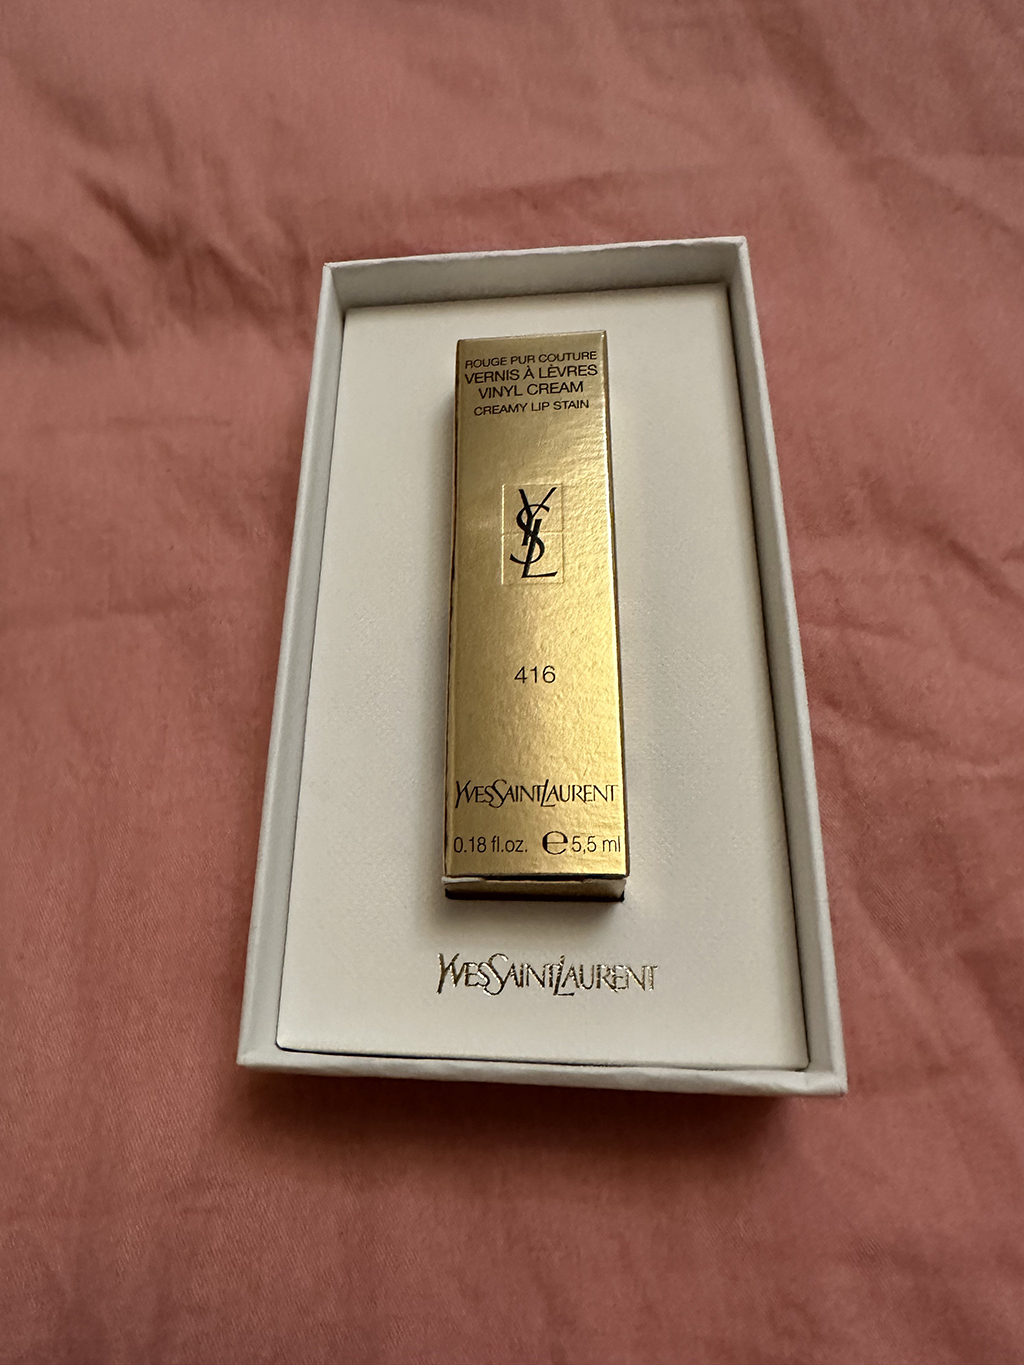 ROUGE PUR COUTURE
VERNIS À LÈVRES
VINYL CREAM
CREAMY LIP STAIN
YSL
416
YVESSAINTLAURENT
0.18 fl.oz. ℮ 5,5 ml
YVESSAINTLAURENT